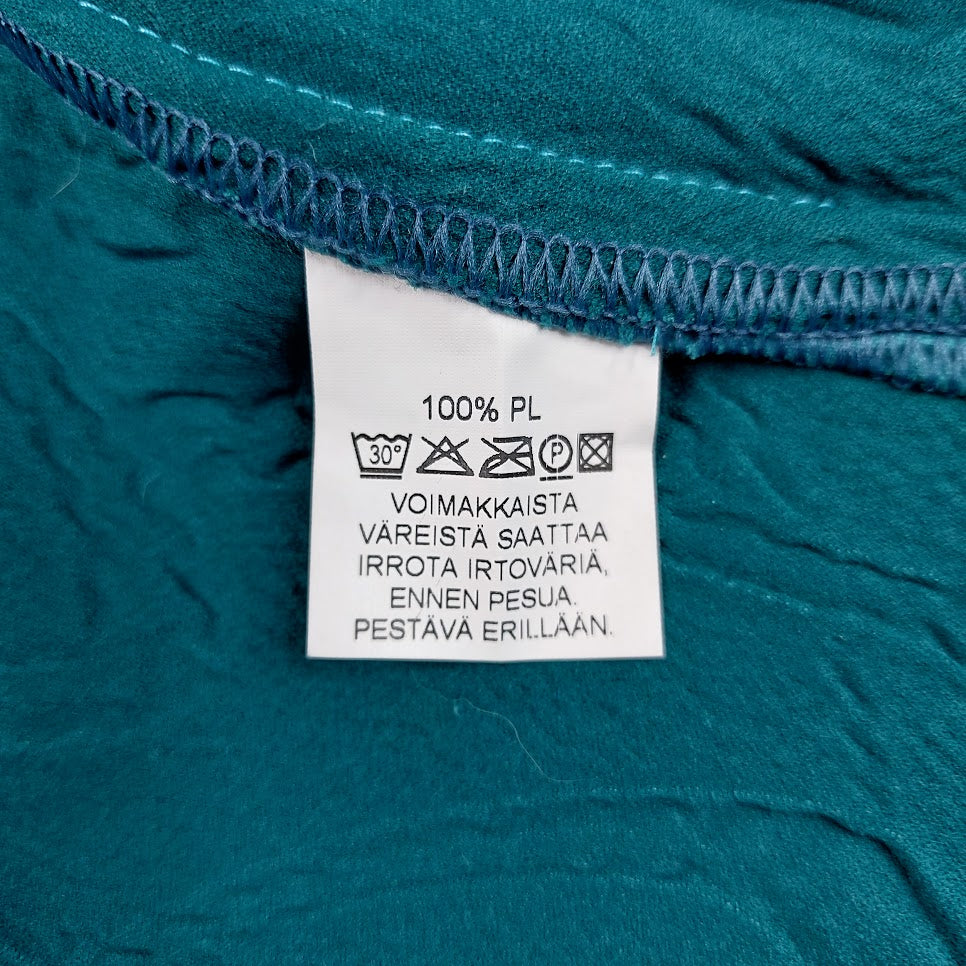 100% PL
30° P
VOIMAKKAISTA
VÄREISTÄ SAATTAA
IRROTA IRTOVÄRIÄ,
ENNEN PESUA.
PESTÄVÄ ERILLÄÄN.